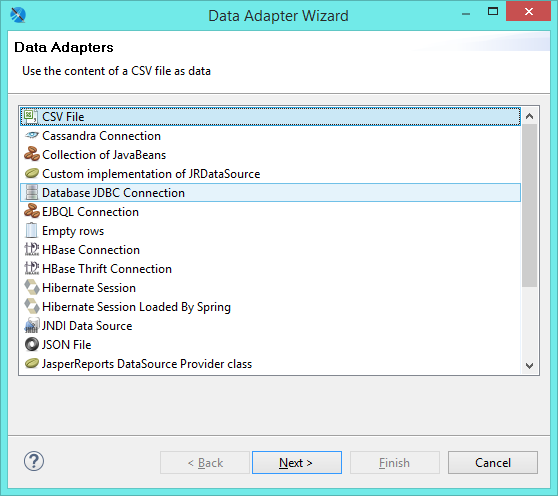 Data Adapter Wizard
Data Adapters
Use the content of a CSV file as data
CSV File
Cassandra Connection
Collection of JavaBeans
Custom implementation of JRDataSource
Database JDBC Connection
EJBQL Connection
Empty rows
HBase Connection
HBase Thrift Connection
Hibernate Session
Hibernate Session Loaded By Spring
JNDI Data Source
JSON File
JasperReports DataSource Provider class
? < Back Next > Finish Cancel